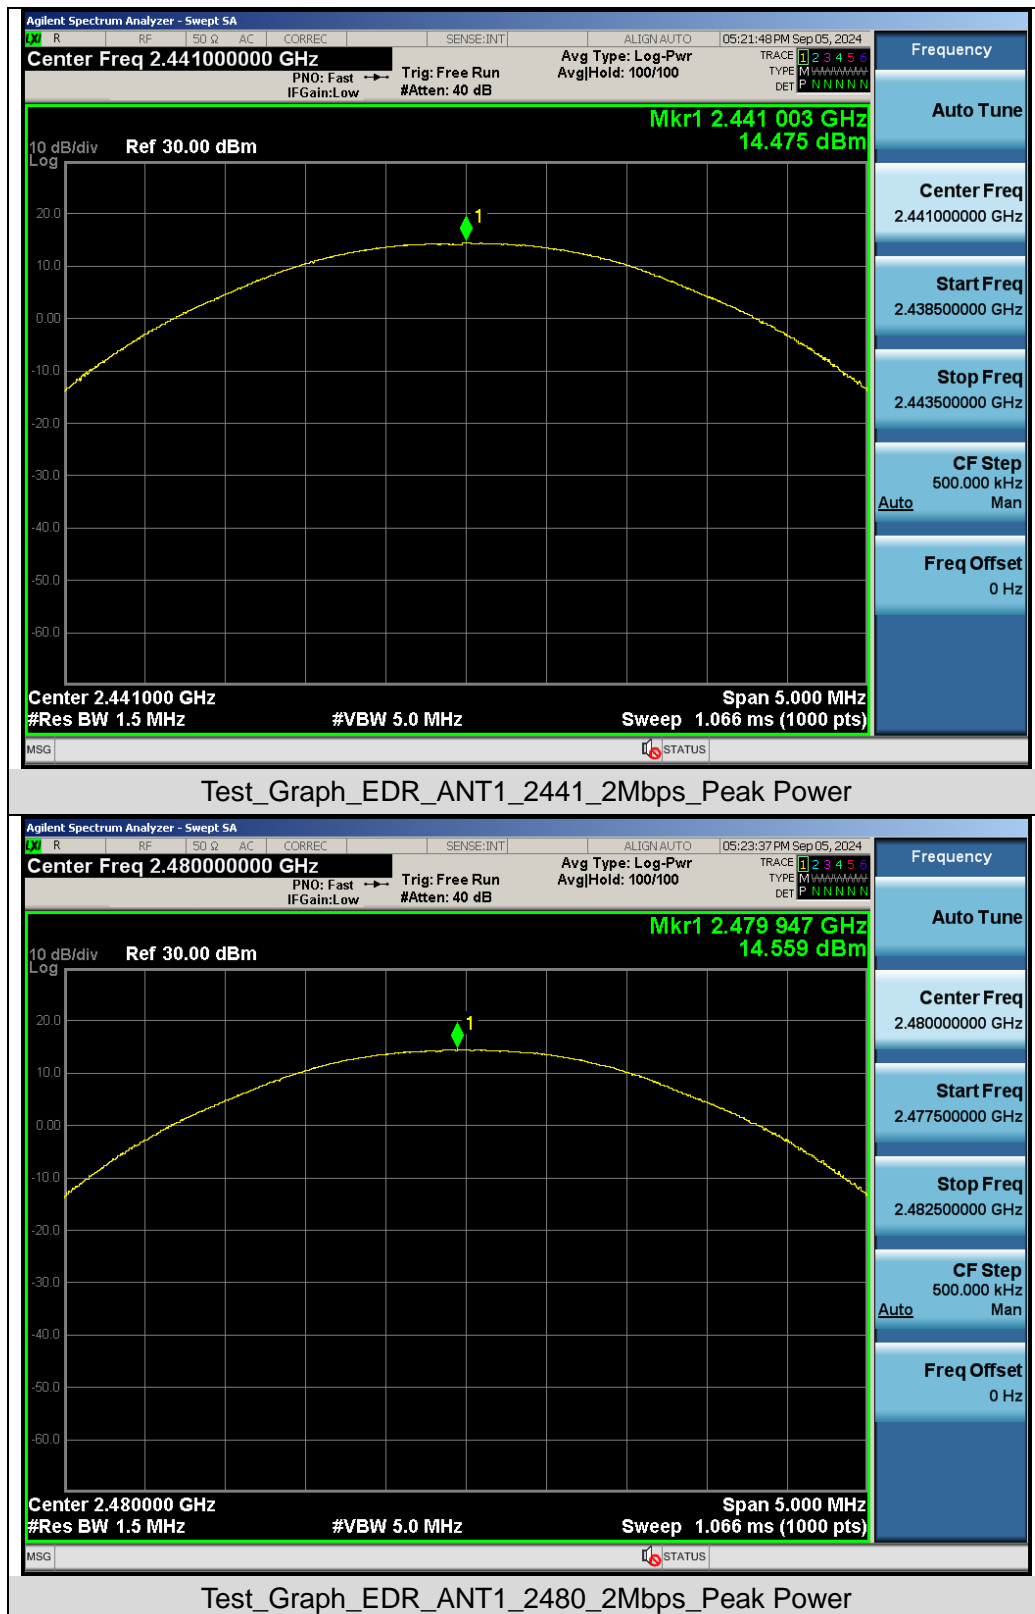 Agilent Spectrum Analyzer - Swept SA
LXI R RF 50 Ω AC CORREC SENSE:INT ALIGN AUTO 05:21:48 PM Sep 05, 2024
Center Freq 2.441000000 GHz
PNO: Fast
IFGain:Low
Trig: Free Run
#Atten: 40 dB
Avg Type: Log-Pwr
Avg|Hold: 100/100
TRACE 1 2 3 4 5 6
TYPE M WWWWW
DET P N N N N N
Mkr1 2.441 003 GHz
14.475 dBm
10 dB/div Ref 30.00 dBm
Log
1
20.0
10.0
0.00
-10.0
-20.0
-30.0
-40.0
-50.0
-60.0
Center 2.441000 GHz Span 5.000 MHz
#Res BW 1.5 MHz #VBW 5.0 MHz Sweep 1.066 ms (1000 pts)
MSG STATUS
Frequency
Auto Tune
Center Freq
2.441000000 GHz
Start Freq
2.438500000 GHz
Stop Freq
2.443500000 GHz
CF Step
500.000 kHz
Auto Man
Freq Offset
0 Hz
Test_Graph_EDR_ANT1_2441_2Mbps_Peak Power
Agilent Spectrum Analyzer - Swept SA
LXI R RF 50 Ω AC CORREC SENSE:INT ALIGN AUTO 05:23:37 PM Sep 05, 2024
Center Freq 2.480000000 GHz
PNO: Fast
IFGain:Low
Trig: Free Run
#Atten: 40 dB
Avg Type: Log-Pwr
Avg|Hold: 100/100
TRACE 1 2 3 4 5 6
TYPE M WWWWW
DET P N N N N N
Mkr1 2.479 947 GHz
14.559 dBm
10 dB/div Ref 30.00 dBm
Log
1
20.0
10.0
0.00
-10.0
-20.0
-30.0
-40.0
-50.0
-60.0
Center 2.480000 GHz Span 5.000 MHz
#Res BW 1.5 MHz #VBW 5.0 MHz Sweep 1.066 ms (1000 pts)
MSG STATUS
Frequency
Auto Tune
Center Freq
2.480000000 GHz
Start Freq
2.477500000 GHz
Stop Freq
2.482500000 GHz
CF Step
500.000 kHz
Auto Man
Freq Offset
0 Hz
Test_Graph_EDR_ANT1_2480_2Mbps_Peak Power